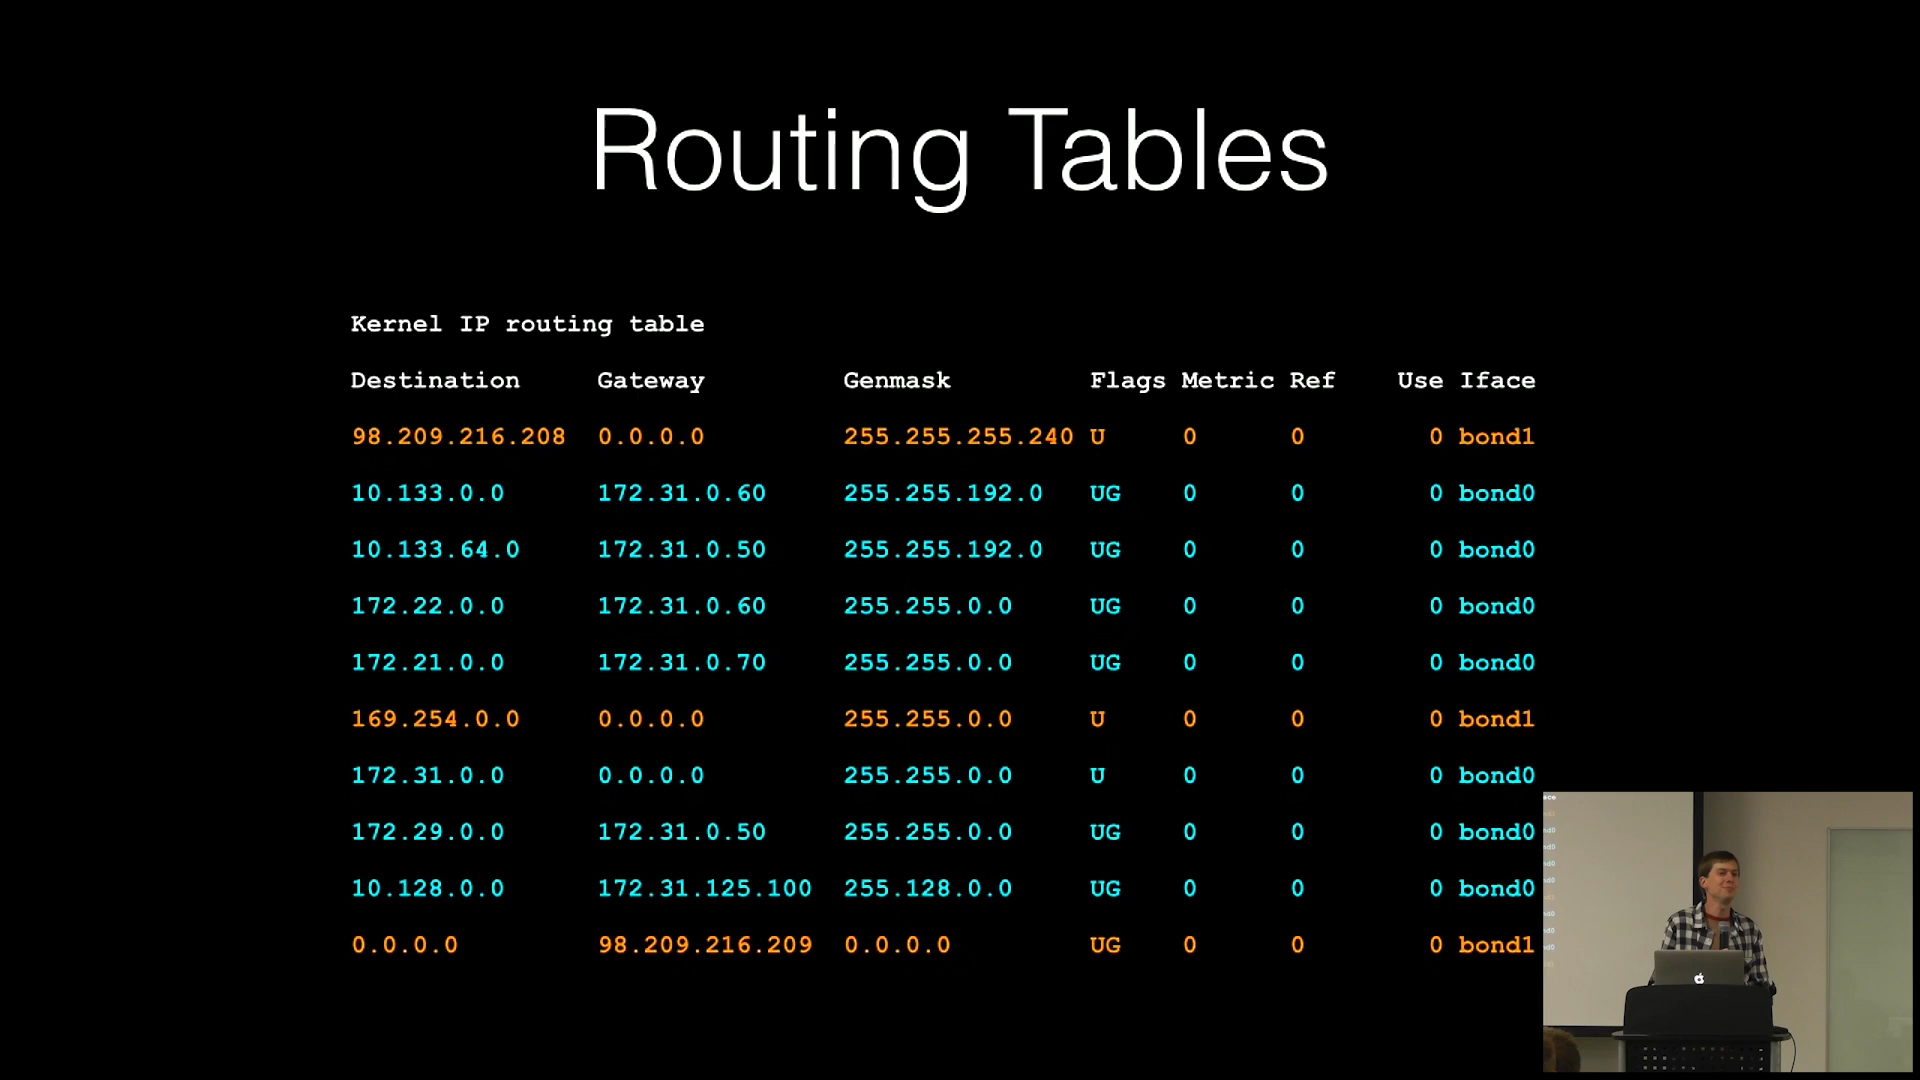 Routing Tables
Kernel IP routing table
Destination Gateway Genmask Flags Metric Ref Use Iface
98.209.216.208 0.0.0.0 255.255.255.240 U 0 0 0 bond1
10.133.0.0 172.31.0.60 255.255.192.0 UG 0 0 0 bond0
10.133.64.0 172.31.0.50 255.255.192.0 UG 0 0 0 bond0
172.22.0.0 172.31.0.60 255.255.0.0 UG 0 0 0 bond0
172.21.0.0 172.31.0.70 255.255.0.0 UG 0 0 0 bond0
169.254.0.0 0.0.0.0 255.255.0.0 U 0 0 0 bond1
172.31.0.0 0.0.0.0 255.255.0.0 U 0 0 0 bond0
172.29.0.0 172.31.0.50 255.255.0.0 UG 0 0 0 bond0
10.128.0.0 172.31.125.100 255.128.0.0 UG 0 0 0 bond0
0.0.0.0 98.209.216.209 0.0.0.0 UG 0 0 0 bond1